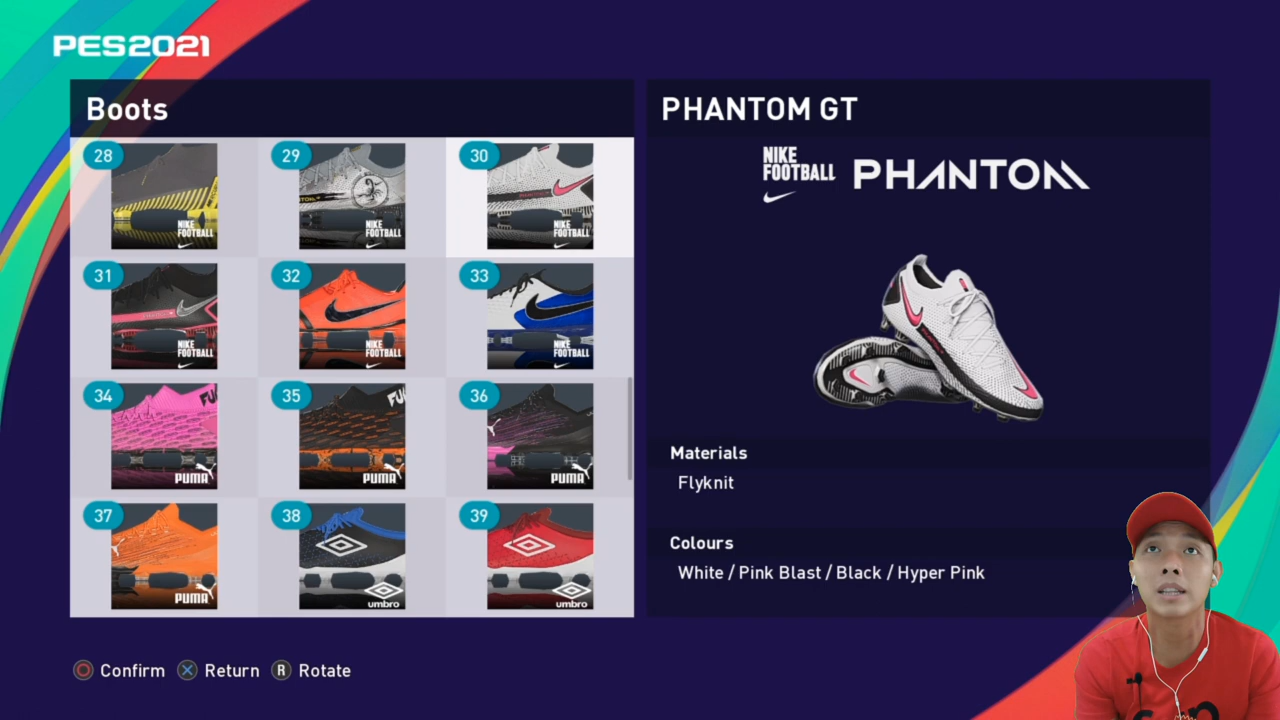 PES2021
Boots
28
NIKE FOOTBALL
29
NIKE FOOTBALL
30
NIKE FOOTBALL
31
NIKE FOOTBALL
32
NIKE FOOTBALL
33
NIKE FOOTBALL
34
PUMA
35
PUMA
36
PUMA
37
PUMA
38
umbro
39
umbro
PHANTOM GT
NIKE
FOOTBALL
PHANTOM
Materials
Flyknit
Colours
White / Pink Blast / Black / Hyper Pink
Confirm Return R Rotate